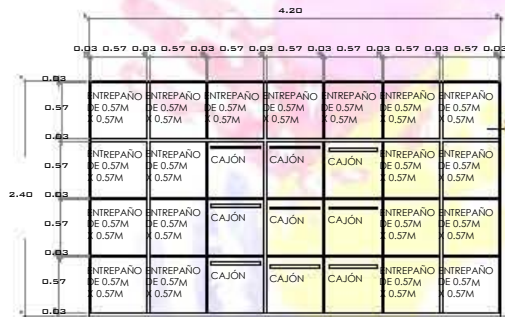 4.20
0.03 0.57 0.03 0.57 0.03 0.57 0.03 0.57 0.03 0.57 0.03 0.57 0.03 0.57 0.03
0.03
ENTREPAÑO ENTREPAÑO ENTREPAÑO ENTREPAÑO ENTREPAÑO ENTREPAÑO ENTREPAÑO
0.57 DE 0.57M DE 0.57M DE 0.57M DE 0.57M DE 0.57M DE 0.57M DE 0.57M
X 0.57M X 0.57M X 0.57M X 0.57M X 0.57M X 0.57M X 0.57M
0.03
ENTREPAÑO ENTREPAÑO CAJÓN CAJÓN CAJÓN ENTREPAÑO ENTREPAÑO
0.57 DE 0.57M DE 0.57M DE 0.57M DE 0.57M
X 0.57M X 0.57M X 0.57M X 0.57M
2.40 0.03
ENTREPAÑO ENTREPAÑO CAJÓN CAJÓN CAJÓN ENTREPAÑO ENTREPAÑO
0.57 DE 0.57M DE 0.57M DE 0.57M DE 0.57M
X 0.57M X 0.57M X 0.57M X 0.57M
0.03
ENTREPAÑO ENTREPAÑO CAJÓN CAJÓN CAJÓN ENTREPAÑO ENTREPAÑO
0.57 DE 0.57M DE 0.57M DE 0.57M DE 0.57M
X 0.57M X 0.57M X 0.57M X 0.57M
0.03